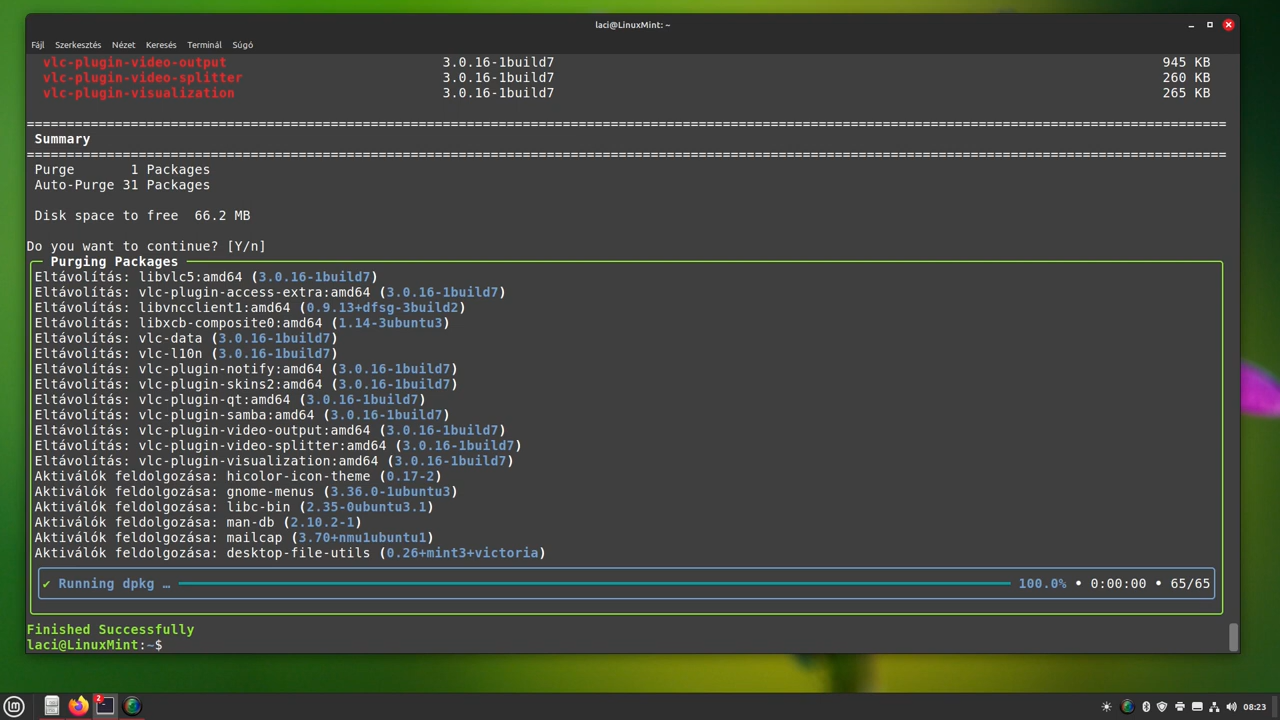 laci@LinuxMint: ~
Fájl Szerkesztés Nézet Keresés Terminál Súgó
vlc-plugin-video-output 3.0.16-1build7 945 KB
vlc-plugin-video-splitter 3.0.16-1build7 260 KB
vlc-plugin-visualization 3.0.16-1build7 265 KB
======================================================================================================================================================
Summary
======================================================================================================================================================
Purge 1 Packages
Auto-Purge 31 Packages
Disk space to free 66.2 MB
Do you want to continue? [Y/n]
Purging Packages
Eltávolítás: libvlc5:amd64 (3.0.16-1build7)
Eltávolítás: vlc-plugin-access-extra:amd64 (3.0.16-1build7)
Eltávolítás: libvncclient1:amd64 (0.9.13+dfsg-3build2)
Eltávolítás: libxcb-composite0:amd64 (1.14-3ubuntu3)
Eltávolítás: vlc-data (3.0.16-1build7)
Eltávolítás: vlc-l10n (3.0.16-1build7)
Eltávolítás: vlc-plugin-notify:amd64 (3.0.16-1build7)
Eltávolítás: vlc-plugin-skins2:amd64 (3.0.16-1build7)
Eltávolítás: vlc-plugin-qt:amd64 (3.0.16-1build7)
Eltávolítás: vlc-plugin-samba:amd64 (3.0.16-1build7)
Eltávolítás: vlc-plugin-video-output:amd64 (3.0.16-1build7)
Eltávolítás: vlc-plugin-video-splitter:amd64 (3.0.16-1build7)
Eltávolítás: vlc-plugin-visualization:amd64 (3.0.16-1build7)
Aktiválók feldolgozása: hicolor-icon-theme (0.17-2)
Aktiválók feldolgozása: gnome-menus (3.36.0-1ubuntu3)
Aktiválók feldolgozása: libc-bin (2.35-0ubuntu3.1)
Aktiválók feldolgozása: man-db (2.10.2-1)
Aktiválók feldolgozása: mailcap (3.70+nmu1ubuntu1)
Aktiválók feldolgozása: desktop-file-utils (0.26+mint3+victoria)
✔ Running dpkg … 100.0% • 0:00:00 • 65/65
Finished Successfully
laci@LinuxMint:~$
2
08:23